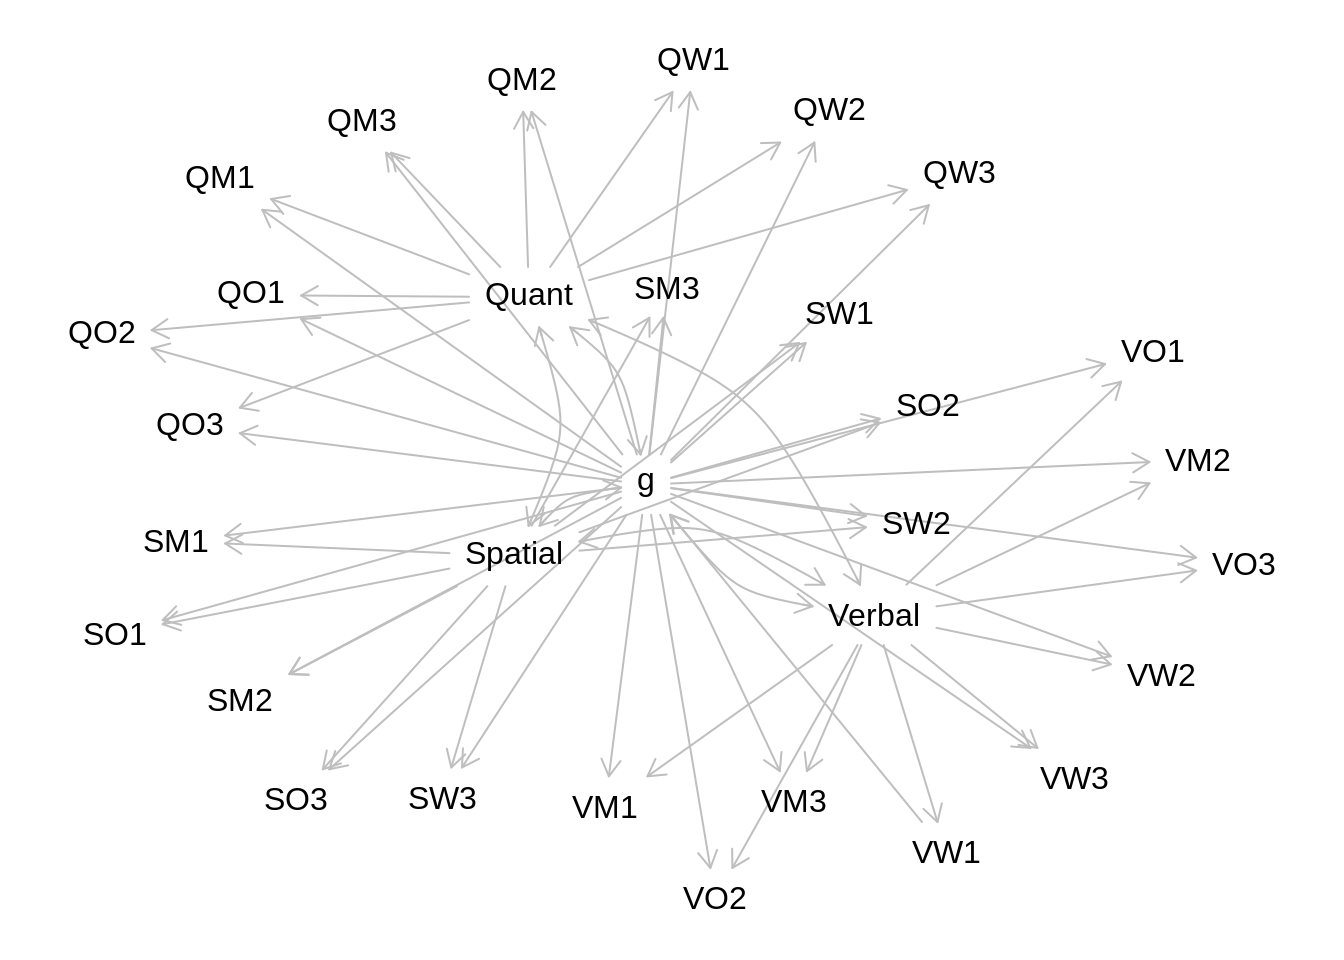 QW1
QM2
QW2
QM3
QW3
QM1
QO1
Quant
SM3
SW1
QO2
VO1
SO2
QO3
VM2
g
SW2
SM1
Spatial
VO3
Verbal
SO1
VW2
SM2
VW3
SO3
SW3
VM1
VM3
VW1
VO2